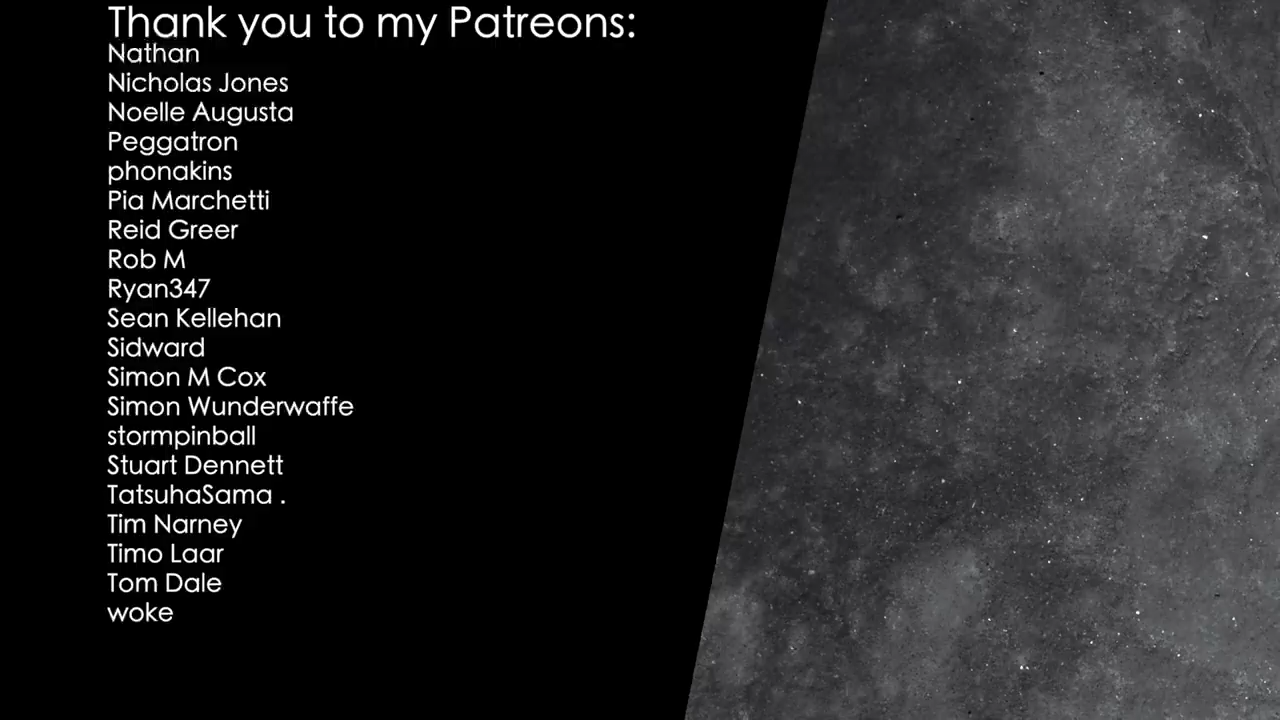 Thank you to my Patreons:
Nathan
Nicholas Jones
Noelle Augusta
Peggatron
phonakins
Pia Marchetti
Reid Greer
Rob M
Ryan347
Sean Kellehan
Sidward
Simon M Cox
Simon Wunderwaffe
stormpinball
Stuart Dennett
TatsuhaSama .
Tim Narney
Timo Laar
Tom Dale
woke